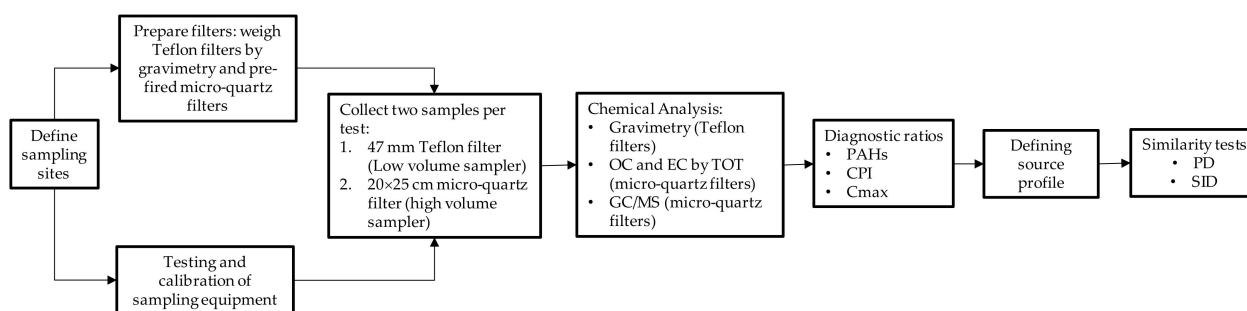 Prepare filters: weigh
Teflon filters by
gravimetry and pre-
fired micro-quartz
filters
Define
sampling
sites
Testing and
calibration of
sampling equipment
Collect two samples per
test:
1. 47 mm Teflon filter
(Low volume sampler)
2. 20×25 cm micro-quartz
filter (high volume
sampler)
Chemical Analysis:
• Gravimetry (Teflon
filters)
• OC and EC by TOT
(micro-quartz filters)
• GC/MS (micro-quartz
filters)
Diagnostic ratios
• PAHs
• CPI
• Cmax
Defining
source
profile
Similarity tests
• PD
• SID